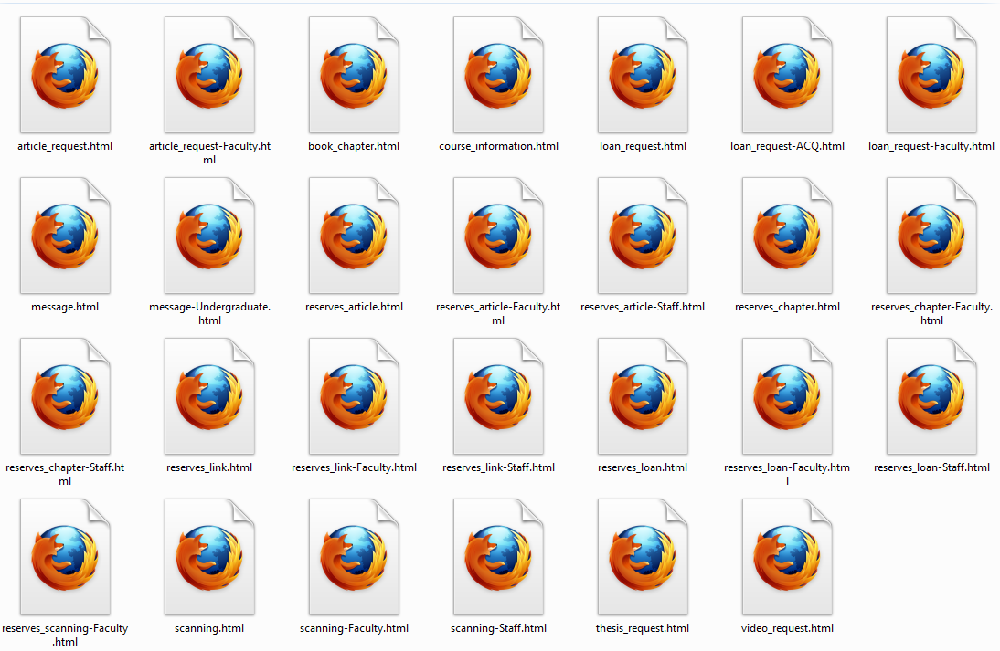 article_request.html
article_request-Faculty.ht
ml
book_chapter.html
course_information.html
loan_request.html
loan_request-ACQ.html
loan_request-Faculty.html
message.html
message-Undergraduate.
html
reserves_article.html
reserves_article-Faculty.ht
ml
reserves_article-Staff.html
reserves_chapter.html
reserves_chapter-Faculty.
html
reserves_chapter-Staff.ht
ml
reserves_link.html
reserves_link-Faculty.html
reserves_link-Staff.html
reserves_loan.html
reserves_loan-Faculty.htm
l
reserves_loan-Staff.html
reserves_scanning-Faculty
.html
scanning.html
scanning-Faculty.html
scanning-Staff.html
thesis_request.html
video_request.html